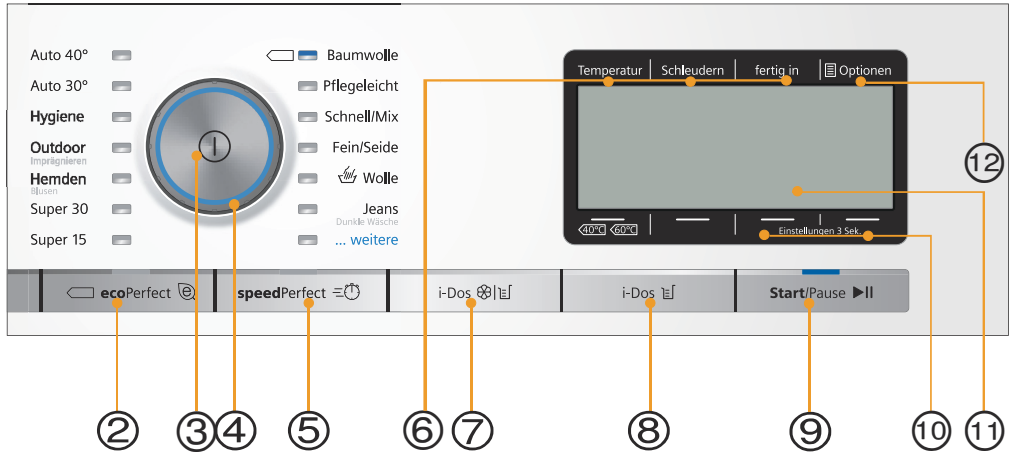 Auto 40°
Auto 30°
Hygiene
Outdoor
Imprägnieren
Hemden
Blusen
Super 30
Super 15
Baumwolle
Pflegeleicht
Schnell/Mix
Fein/Seide
Wolle
Jeans
Dunkle Wäsche
... weitere
Temperatur Schleudern fertig in Optionen
40°C 60°C Einstellungen 3 Sek.
ecoPerfect e
speedPerfect
i-Dos
i-Dos
Start/Pause
12
2 3 4 5 6 7 8 9 10 11